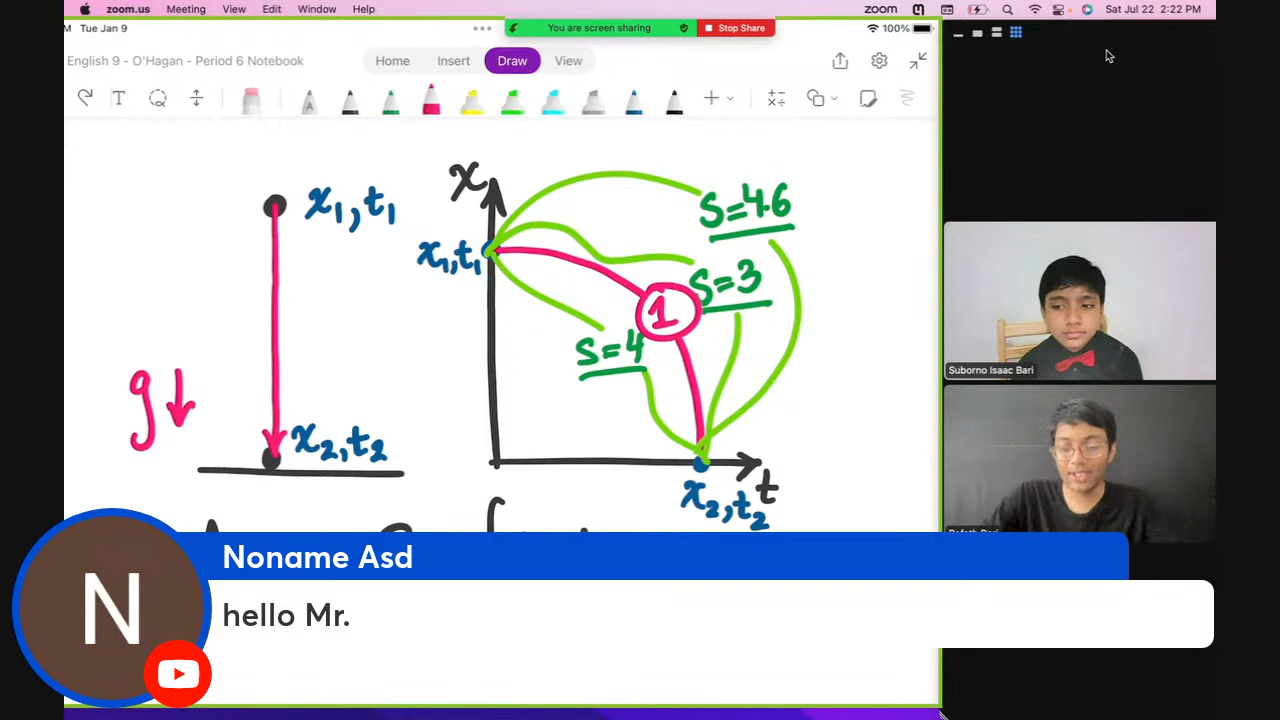 zoom.us Meeting View Edit Window Help
zoom Sat Jul 22 2:22 PM
Tue Jan 9
You are screen sharing Stop Share
100%
English 9 - O'Hagan - Period 6 Notebook
Home Insert Draw View
x₁, t₁
x
S=4.6
x₁, t₁
S=3
1
S=4
g
x₂, t₂
t
x₂, t₂
Suborno Isaac Bari
Noname Asd
N
hello Mr.